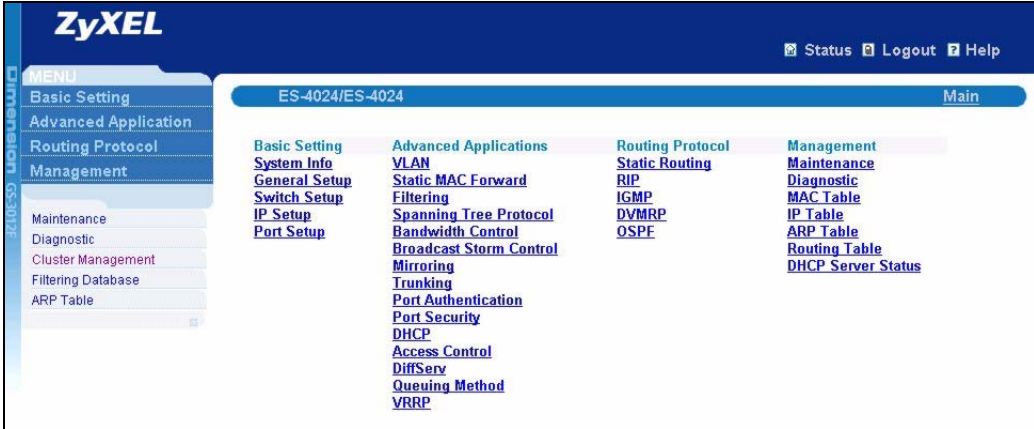 ZyXEL
Status Logout Help
Dimension GS-3012F
MENU
Basic Setting
Advanced Application
Routing Protocol
Management
Maintenance
Diagnostic
Cluster Management
Filtering Database
ARP Table
ES-4024/ES-4024 Main
Basic Setting
System Info
General Setup
Switch Setup
IP Setup
Port Setup
Advanced Applications
VLAN
Static MAC Forward
Filtering
Spanning Tree Protocol
Bandwidth Control
Broadcast Storm Control
Mirroring
Trunking
Port Authentication
Port Security
DHCP
Access Control
DiffServ
Queuing Method
VRRP
Routing Protocol
Static Routing
RIP
IGMP
DVMRP
OSPF
Management
Maintenance
Diagnostic
MAC Table
IP Table
ARP Table
Routing Table
DHCP Server Status